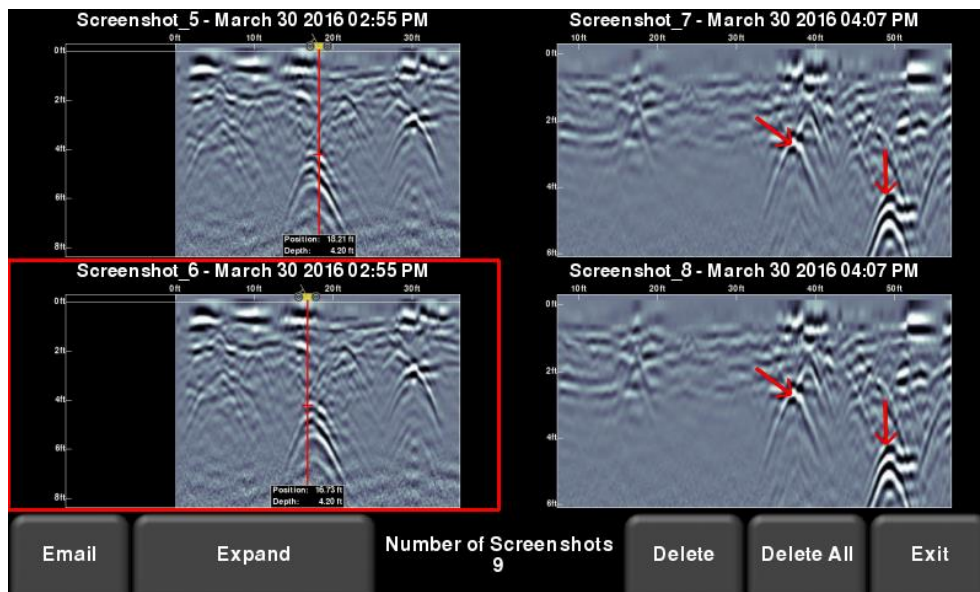 Screenshot_5 - March 30 2016 02:55 PM
0ft 10ft 20ft 30ft
0ft
2ft
4ft
6ft
8ft
Position: 18.21 ft
Depth: 4.20 ft
Screenshot_7 - March 30 2016 04:07 PM
10ft 20ft 30ft 40ft 50ft
0ft
2ft
4ft
6ft
Screenshot_6 - March 30 2016 02:55 PM
0ft 10ft 20ft 30ft
0ft
2ft
4ft
6ft
8ft
Position: 16.73 ft
Depth: 4.20 ft
Screenshot_8 - March 30 2016 04:07 PM
10ft 20ft 30ft 40ft 50ft
0ft
2ft
4ft
6ft
Email
Expand
Number of Screenshots
9
Delete
Delete All
Exit